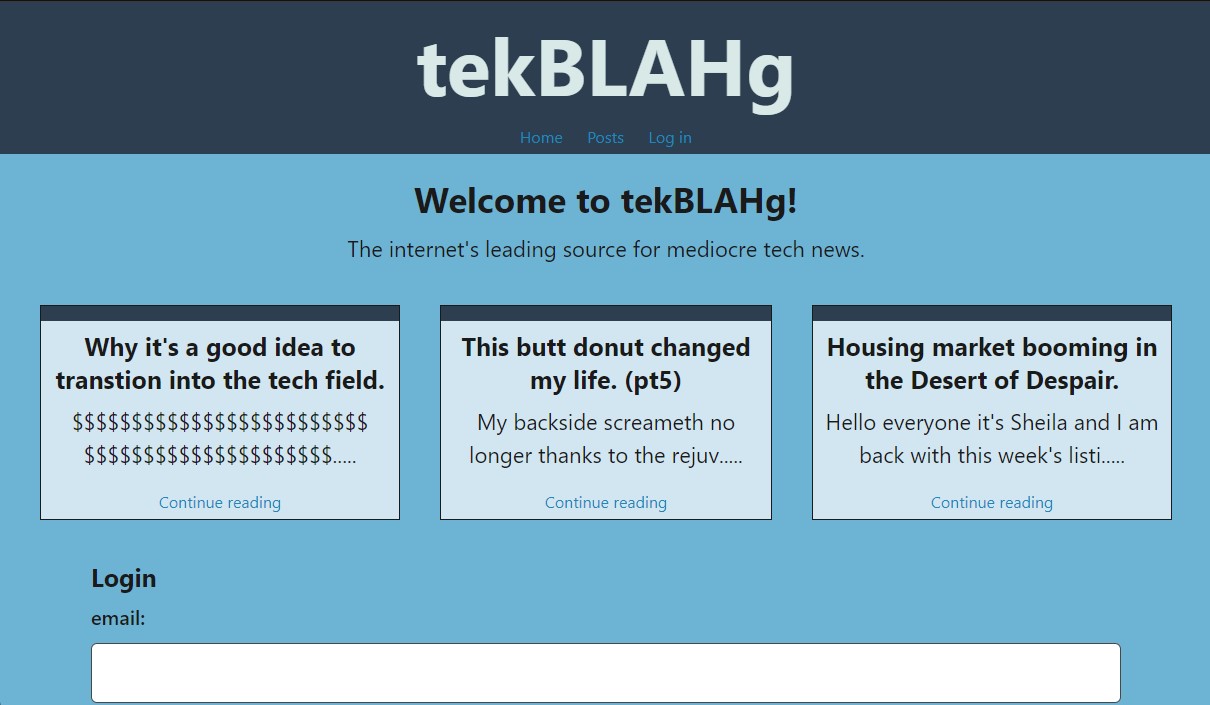 tekBLAHg
Home Posts Log in
Welcome to tekBLAHg!
The internet's leading source for mediocre tech news.
Why it's a good idea to
transtion into the tech field.
$$$$$$$$$$$$$$$$$$$$$$$$$
$$$$$$$$$$$$$$$$$$$$$.....
Continue reading
This butt donut changed
my life. (pt5)
My backside screameth no
longer thanks to the rejuv.....
Continue reading
Housing market booming in
the Desert of Despair.
Hello everyone it's Sheila and I am
back with this week's listi.....
Continue reading
Login
email: